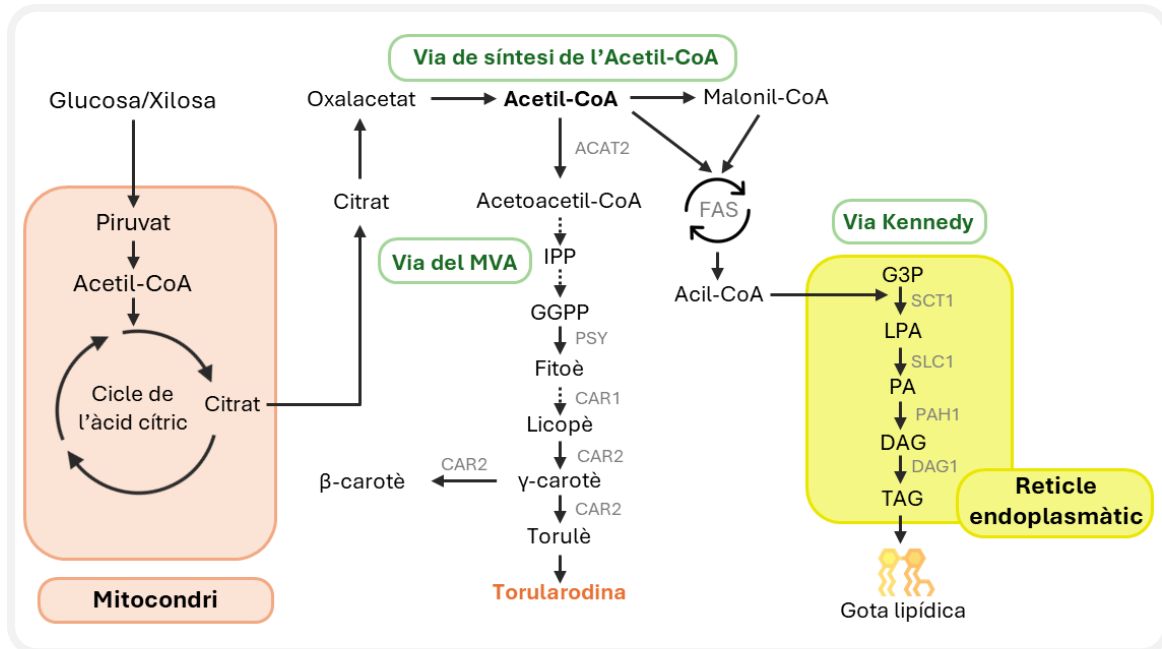 Via de síntesi de l’Acetil-CoA
Glucosa/Xilosa
Oxalacetat
Acetil-CoA
Malonil-CoA
ACAT2
Citrat
Acetoacetil-CoA
FAS
Via Kennedy
Piruvat
Via del MVA
IPP
Acetil-CoA
Acil-CoA
G3P
SCT1
GGPP
LPA
PSY
SLC1
Fitoè
PA
Cicle de
l’àcid cítric
Citrat
CAR1
PAH1
Licopè
DAG
CAR2
CAR2
DAG1
β-carotè
γ-carotè
TAG
CAR2
Reticle
endoplasmàtic
Torulè
Mitocondri
Torularodina
Gota lipídica